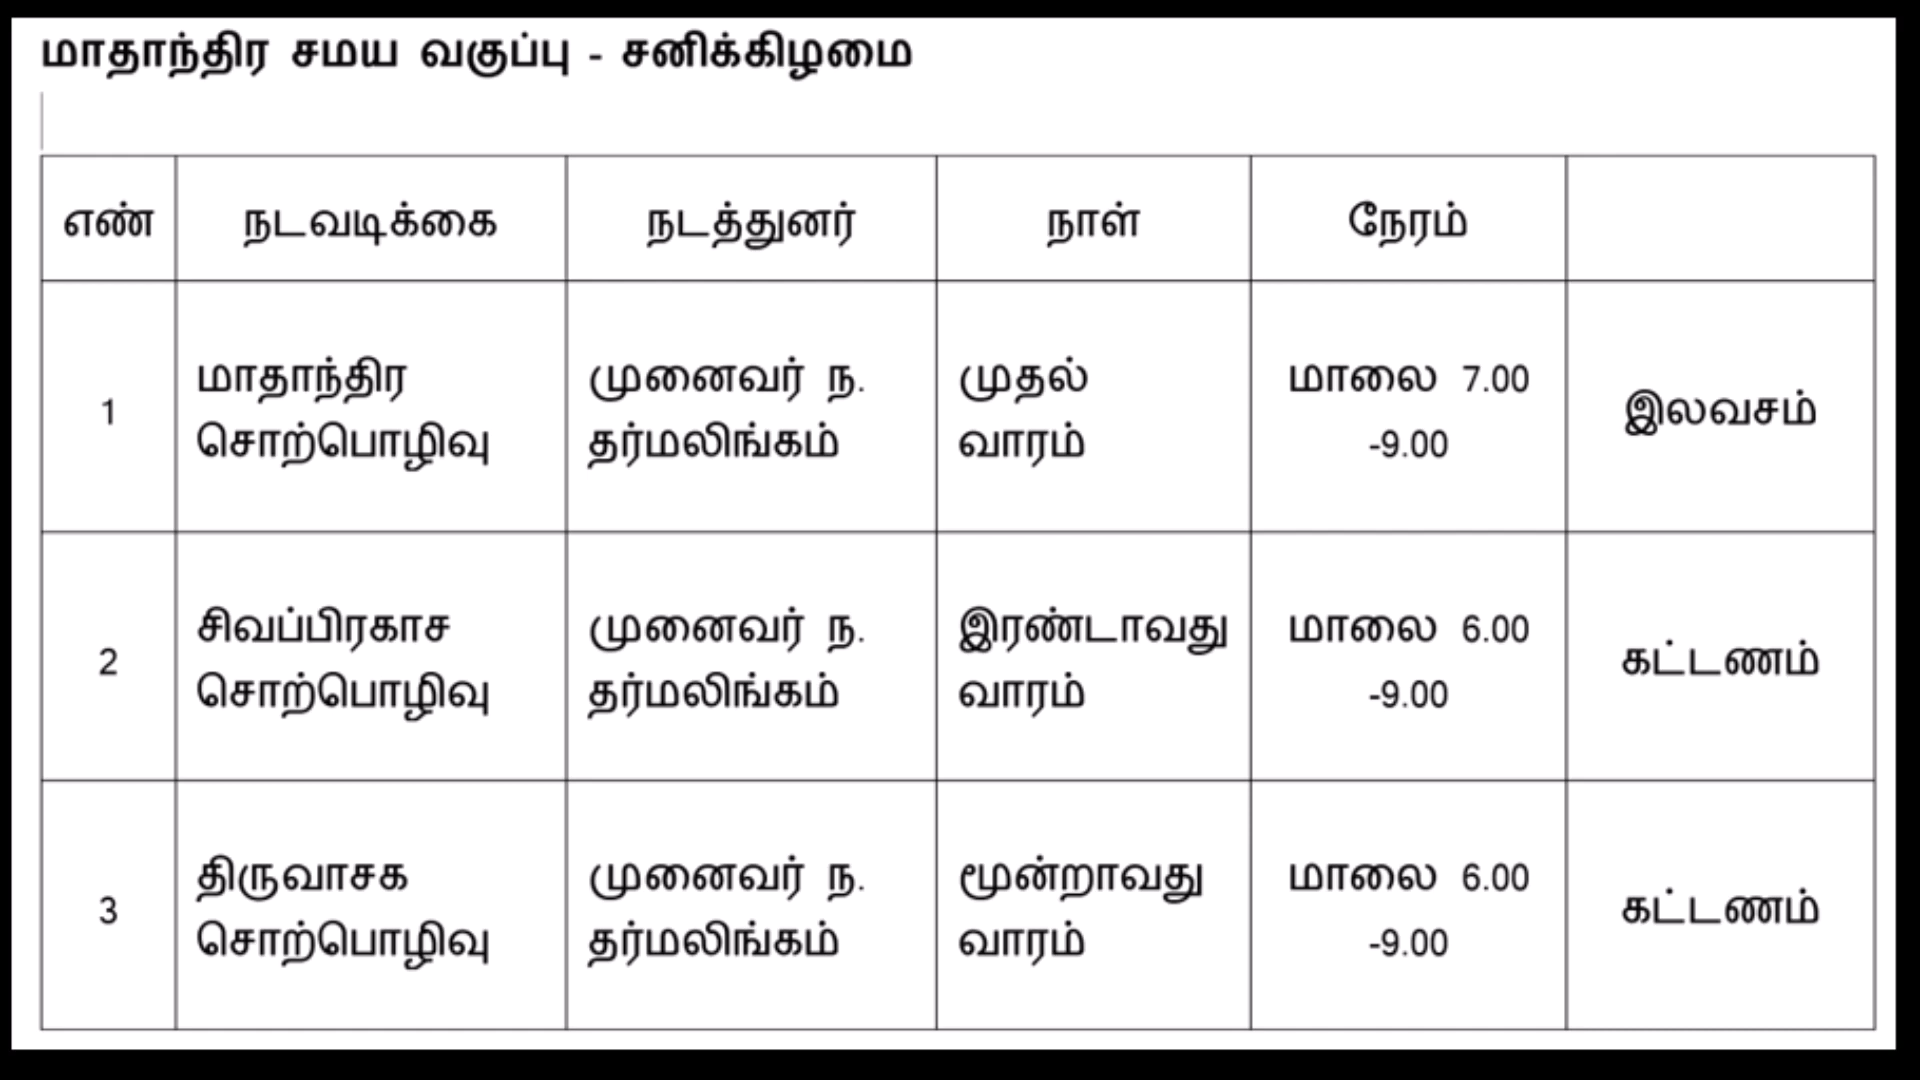 மாதாந்திர சமய வகுப்பு - சனிக்கிழமை
எண் நடவடிக்கை நடத்துனர் நாள் நேரம்
1 மாதாந்திர சொற்பொழிவு முனைவர் ந. தர்மலிங்கம் முதல் வாரம் மாலை 7.00 -9.00 இலவசம்
2 சிவப்பிரகாச சொற்பொழிவு முனைவர் ந. தர்மலிங்கம் இரண்டாவது வாரம் மாலை 6.00 -9.00 கட்டணம்
3 திருவாசக சொற்பொழிவு முனைவர் ந. தர்மலிங்கம் மூன்றாவது வாரம் மாலை 6.00 -9.00 கட்டணம்